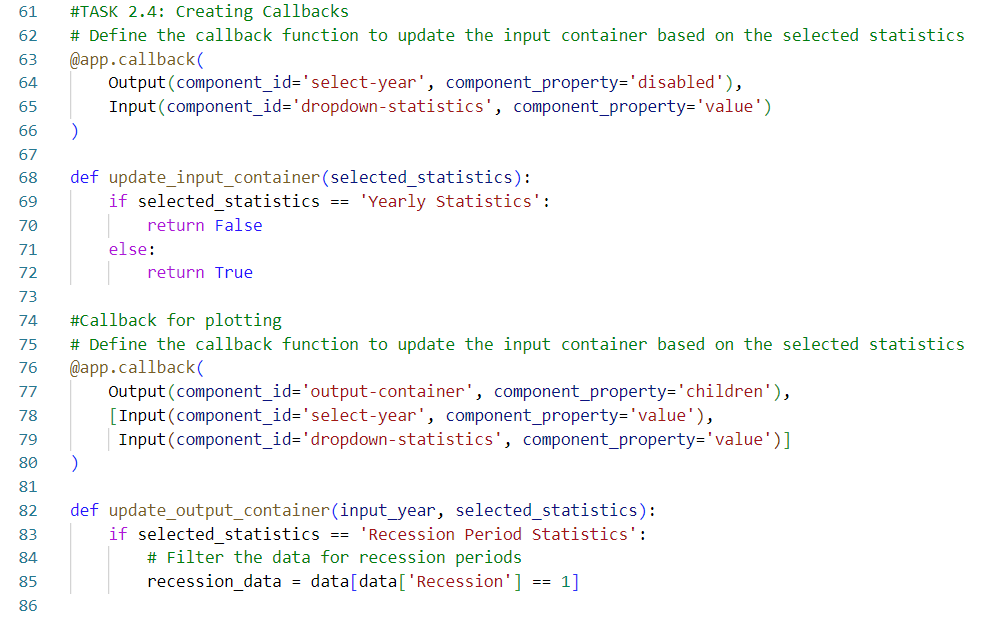 61 #TASK 2.4: Creating Callbacks
62 # Define the callback function to update the input container based on the selected statistics
63 @app.callback(
64     Output(component_id='select-year', component_property='disabled'),
65     Input(component_id='dropdown-statistics', component_property='value')
66 )
67
68 def update_input_container(selected_statistics):
69     if selected_statistics == 'Yearly Statistics':
70         return False
71     else:
72         return True
73
74 #Callback for plotting
75 # Define the callback function to update the input container based on the selected statistics
76 @app.callback(
77     Output(component_id='output-container', component_property='children'),
78     [Input(component_id='select-year', component_property='value'),
79      Input(component_id='dropdown-statistics', component_property='value')]
80 )
81
82 def update_output_container(input_year, selected_statistics):
83     if selected_statistics == 'Recession Period Statistics':
84         # Filter the data for recession periods
85         recession_data = data[data['Recession'] == 1]
86